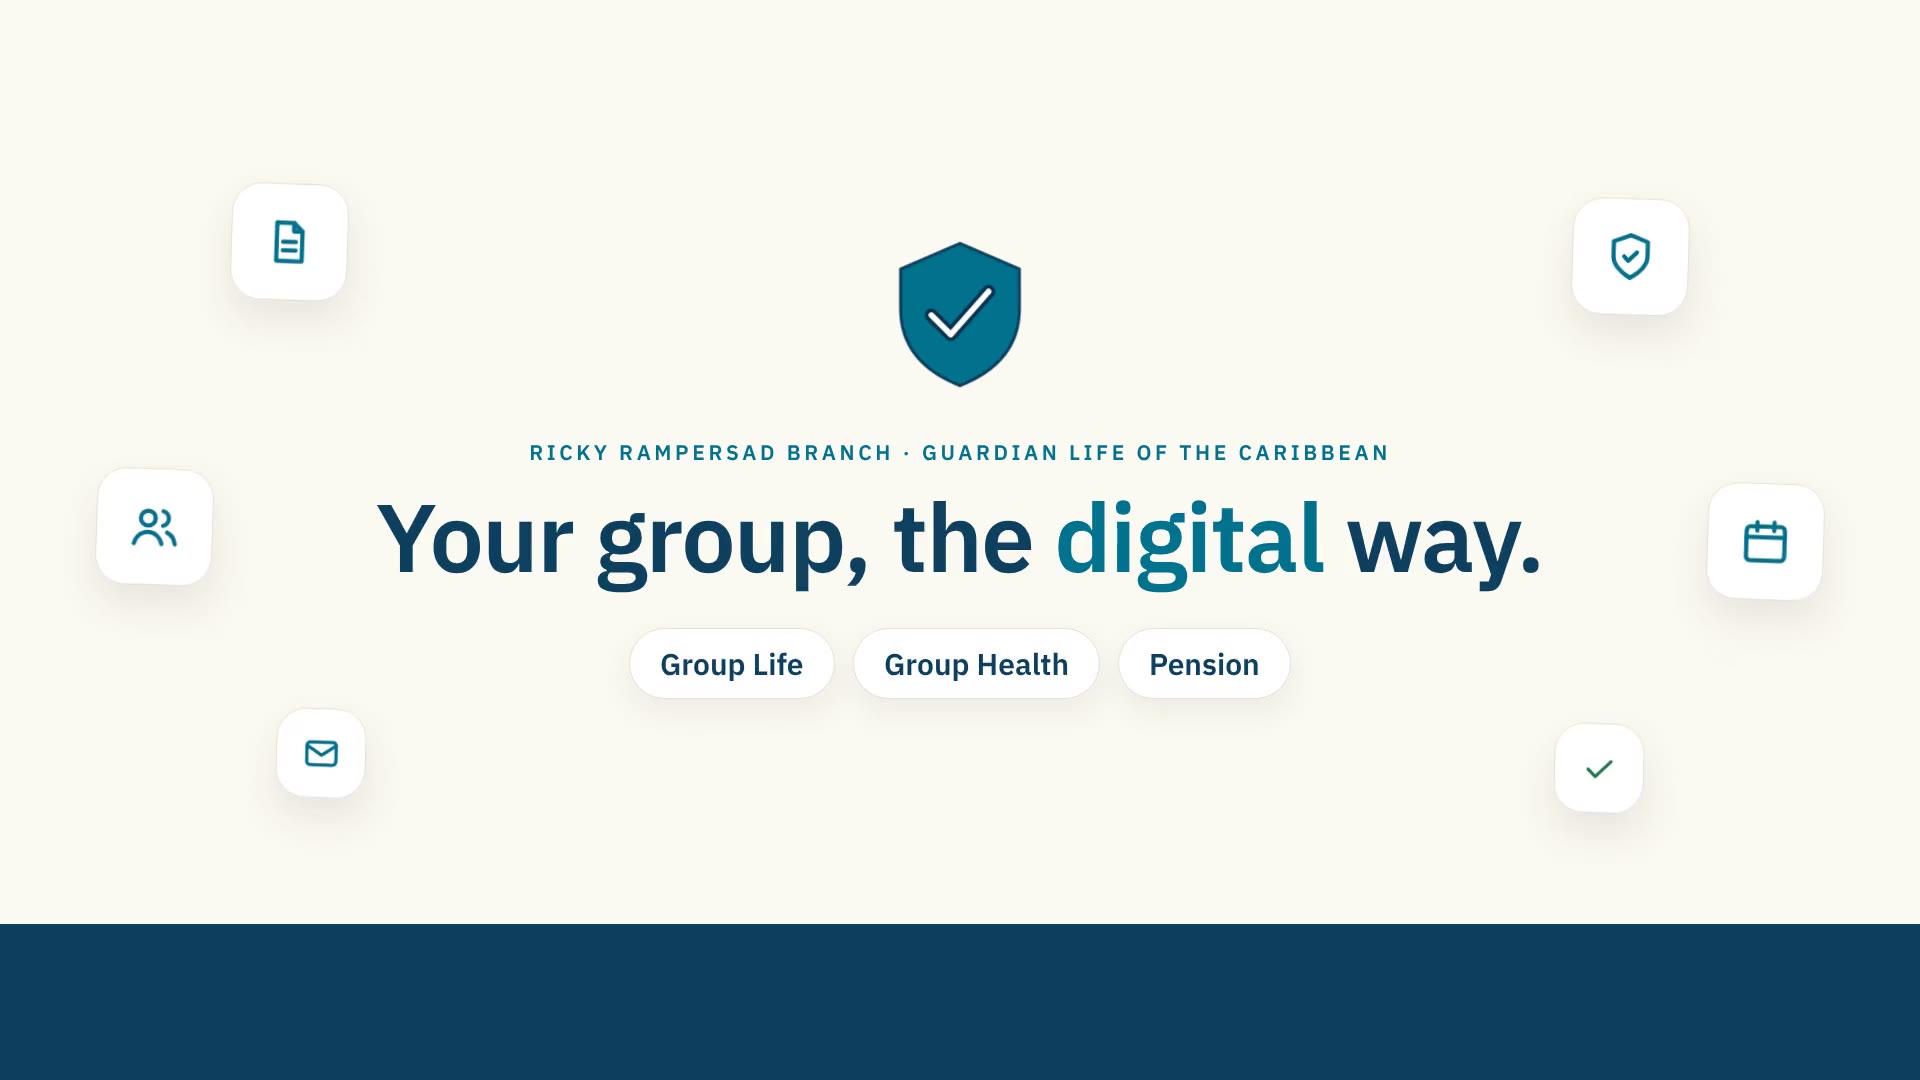 RICKY RAMPERSAD BRANCH · GUARDIAN LIFE OF THE CARIBBEAN
Your group, the digital way.
Group Life
Group Health
Pension